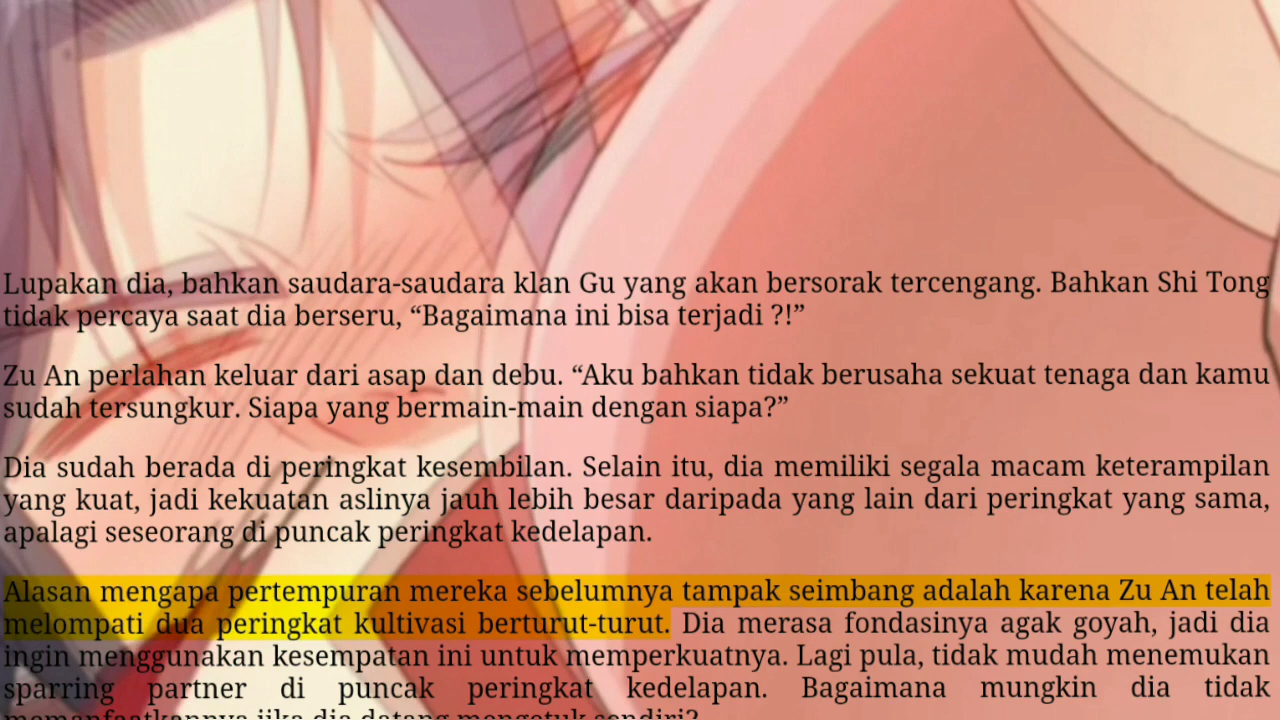 Lupakan dia, bahkan saudara-saudara klan Gu yang akan bersorak tercengang. Bahkan Shi Tong
tidak percaya saat dia berseru, “Bagaimana ini bisa terjadi ?!”
Zu An perlahan keluar dari asap dan debu. “Aku bahkan tidak berusaha sekuat tenaga dan kamu
sudah tersungkur. Siapa yang bermain-main dengan siapa?”
Dia sudah berada di peringkat kesembilan. Selain itu, dia memiliki segala macam keterampilan
yang kuat, jadi kekuatan aslinya jauh lebih besar daripada yang lain dari peringkat yang sama,
apalagi seseorang di puncak peringkat kedelapan.
Alasan mengapa pertempuran mereka sebelumnya tampak seimbang adalah karena Zu An telah
melompati dua peringkat kultivasi berturut-turut. Dia merasa fondasinya agak goyah, jadi dia
ingin menggunakan kesempatan ini untuk memperkuatnya. Lagi pula, tidak mudah menemukan
sparring partner di puncak peringkat kedelapan. Bagaimana mungkin dia tidak
memanfaatkannya jika dia datang mengetuk sendiri?